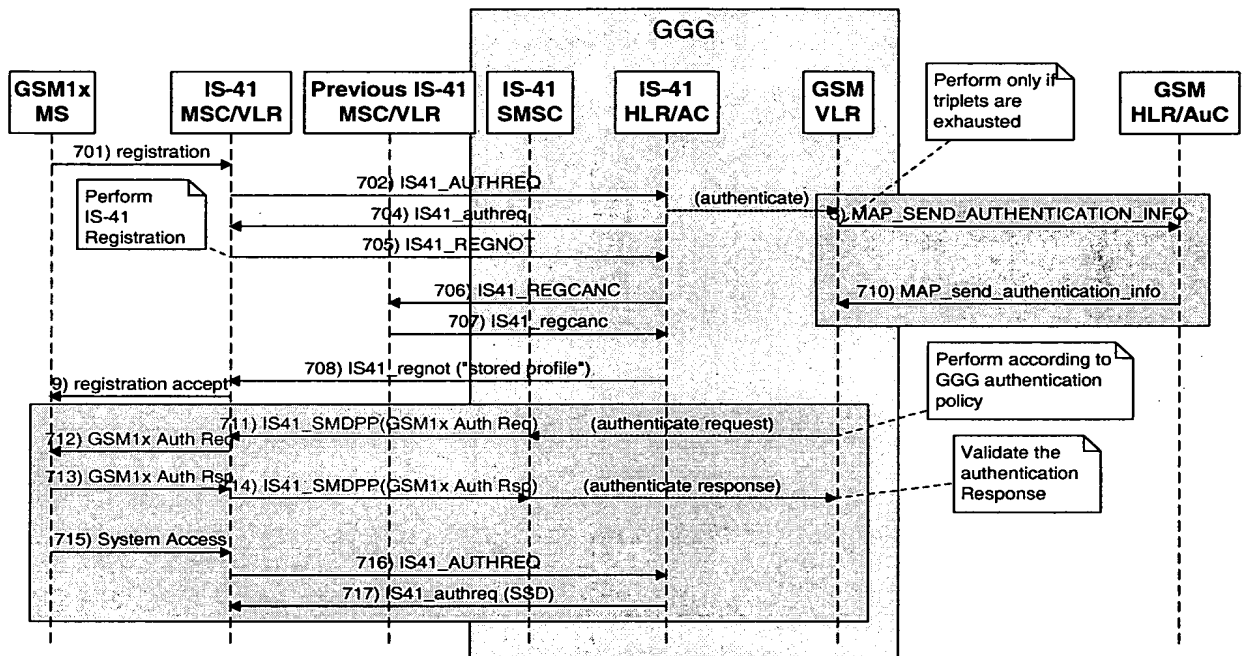 GGG
GSM1x
MS
IS-41
MSC/VLR
Previous IS-41
MSC/VLR
IS-41
SMSC
IS-41
HLR/AC
GSM
VLR
Perform only if
triplets are
exhausted
GSM
HLR/AuC
701) registration
Perform
IS-41
Registration
702) IS41_AUTHREQ
(authenticate)
704) IS41_authreq
MAP_SEND_AUTHENTICATION_INFO
705) IS41_REGNOT
706) IS41_REGCANC
710) MAP_send_authentication_info
707) IS41_regcanc
708) IS41_regnot ("stored profile")
9) registration accept
Perform according to
GGG authentication
policy
711) IS41_SMDPP(GSM1x Auth Req)
(authenticate request)
712) GSM1x Auth Req
Validate the
authentication
Response
713) GSM1x Auth Rsp
14) IS41_SMDPP(GSM1x Auth Rsp)
(authenticate response)
715) System Access
716) IS41_AUTHREQ
717) IS41_authreq (SSD)